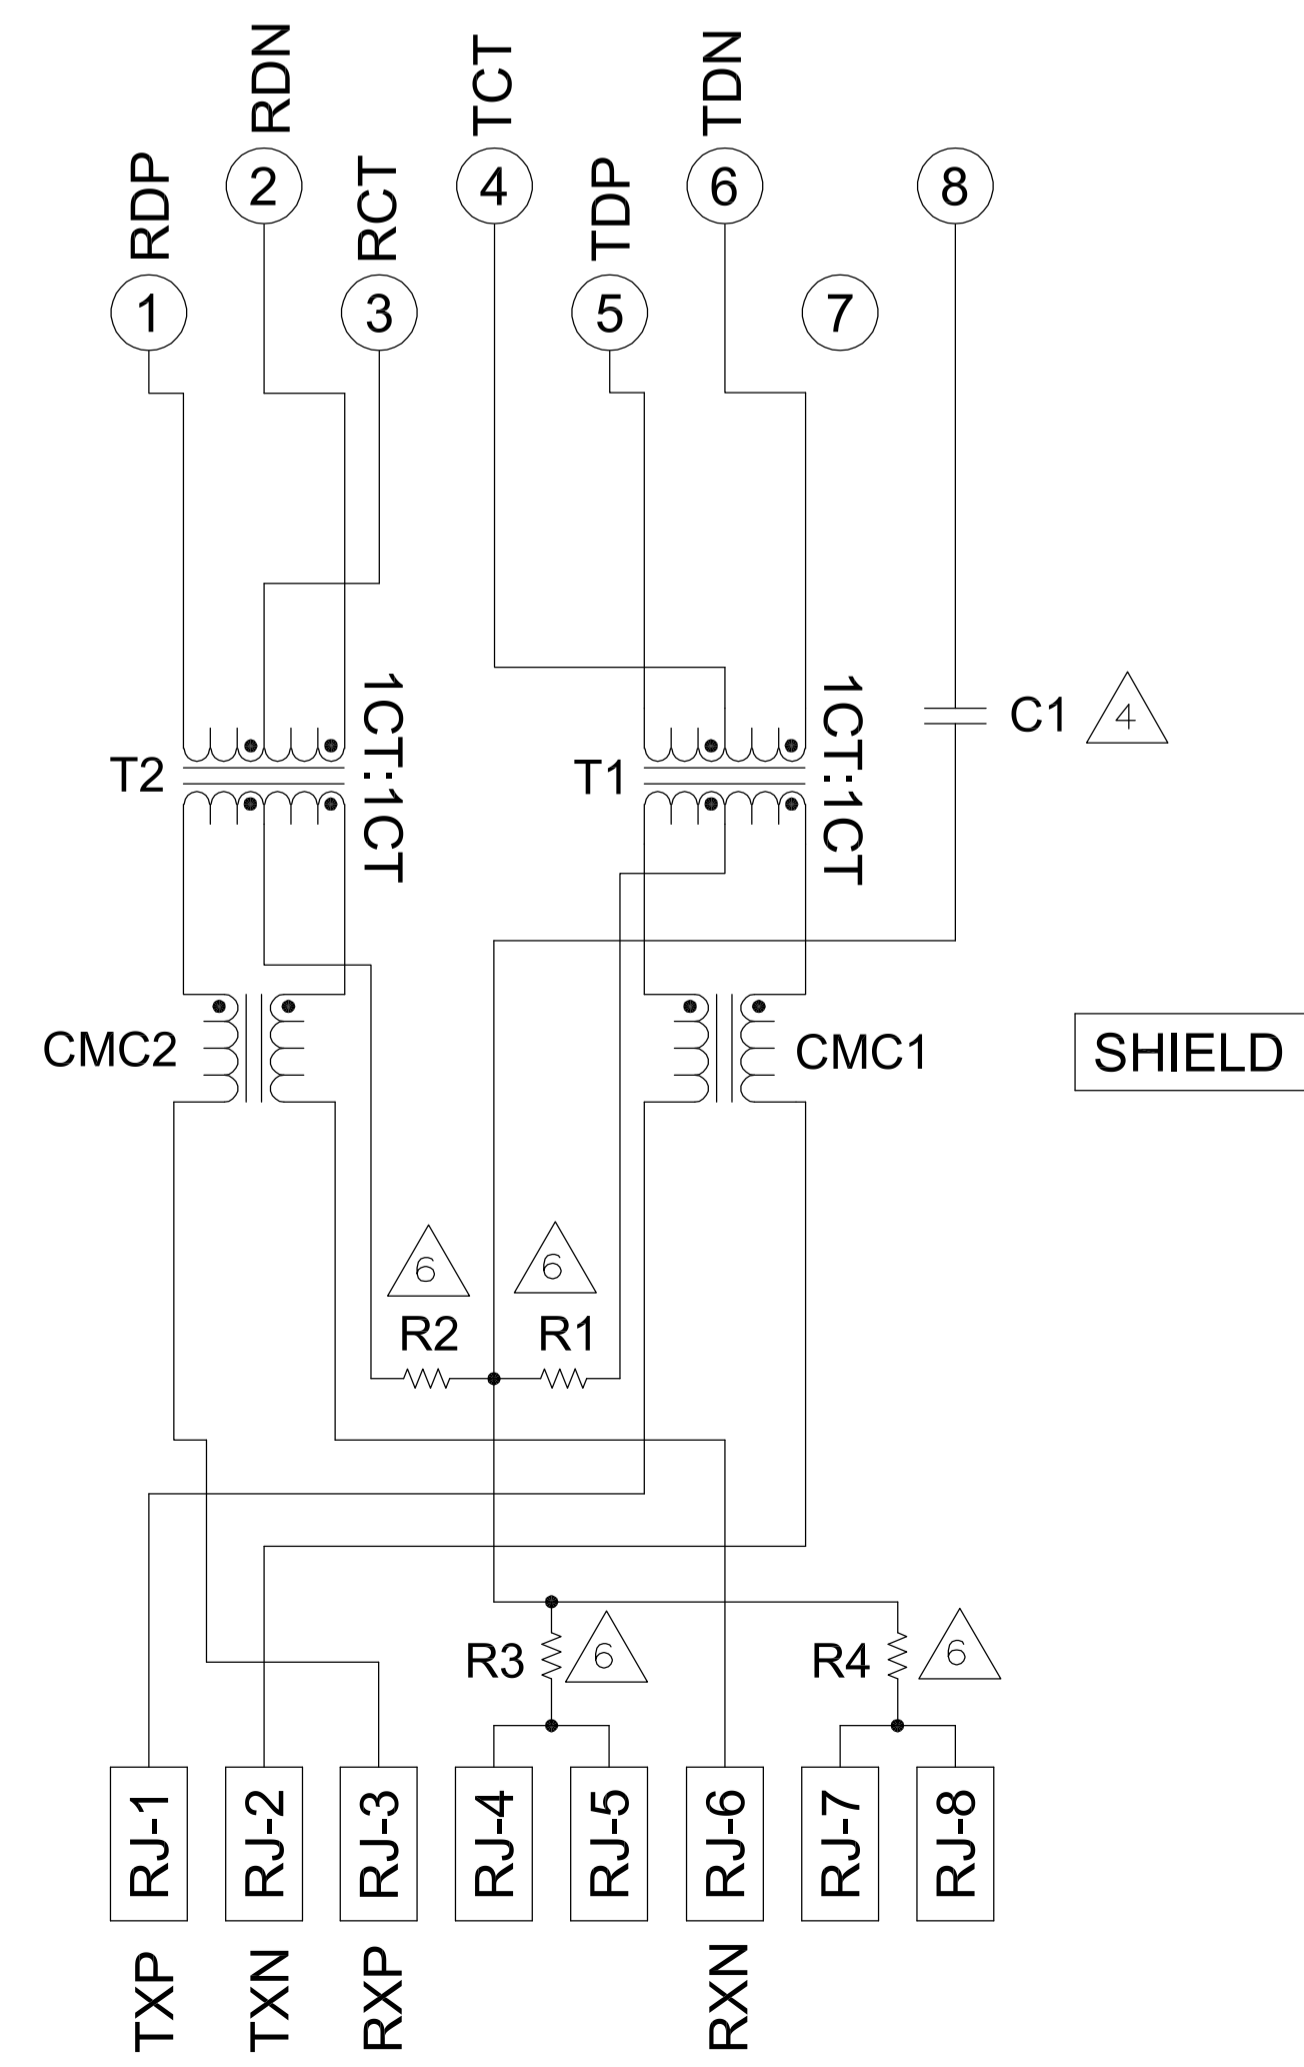 RDP
RDN
RCT
TCT
TDP
TDN
2
4
6
8
1
3
5
7
T2
1CT:1CT
T1
1CT:1CT
C1
4
CMC2
CMC1
SHIELD
6
6
R2
R1
R3
6
R4
6
RJ-1
RJ-2
RJ-3
RJ-4
RJ-5
RJ-6
RJ-7
RJ-8
TXP
TXN
RXP
RXN